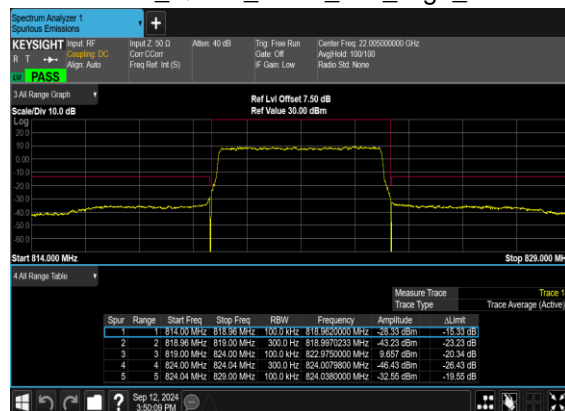 Spectrum Analyzer 1
Spurious Emissions
+
KEYSIGHT Input: RF Input Z: 50 Ω Atten: 40 dB Trig: Free Run Center Freq: 22.005000000 GHz
R T Coupling: DC Corr CCorr Gate: Off Avg|Hold: 100/100
Align: Auto Freq Ref: Int (S) IF Gain: Low Radio Std: None
PASS
3 All Range Graph
Ref Lvl Offset 7.50 dB
Scale/Div 10.0 dB Ref Value 30.00 dBm
Log
20.0
10.0
0.00
-10.0
-20.0
-30.0
-40.0
-50.0
-60.0
Start 814.000 MHz Stop 829.000 MH
4 All Range Table
Measure Trace Trace 1
Trace Type Trace Average (Active)
Spur Range Start Freq Stop Freq RBW Frequency Amplitude ΔLimit
1 1 814.00 MHz 818.96 MHz 100.0 kHz 818.9620000 MHz -28.33 dBm -15.33 dB
2 2 818.96 MHz 819.00 MHz 300.0 Hz 818.9970233 MHz -43.23 dBm -23.23 dB
3 3 819.00 MHz 824.00 MHz 100.0 kHz 822.9750000 MHz 9.657 dBm -20.34 dB
4 4 824.00 MHz 824.04 MHz 300.0 Hz 824.0079800 MHz -46.43 dBm -26.43 dB
5 5 824.04 MHz 829.00 MHz 100.0 kHz 824.0380000 MHz -32.55 dBm -19.55 dB
? Sep 12, 2024
3:50:09 PM